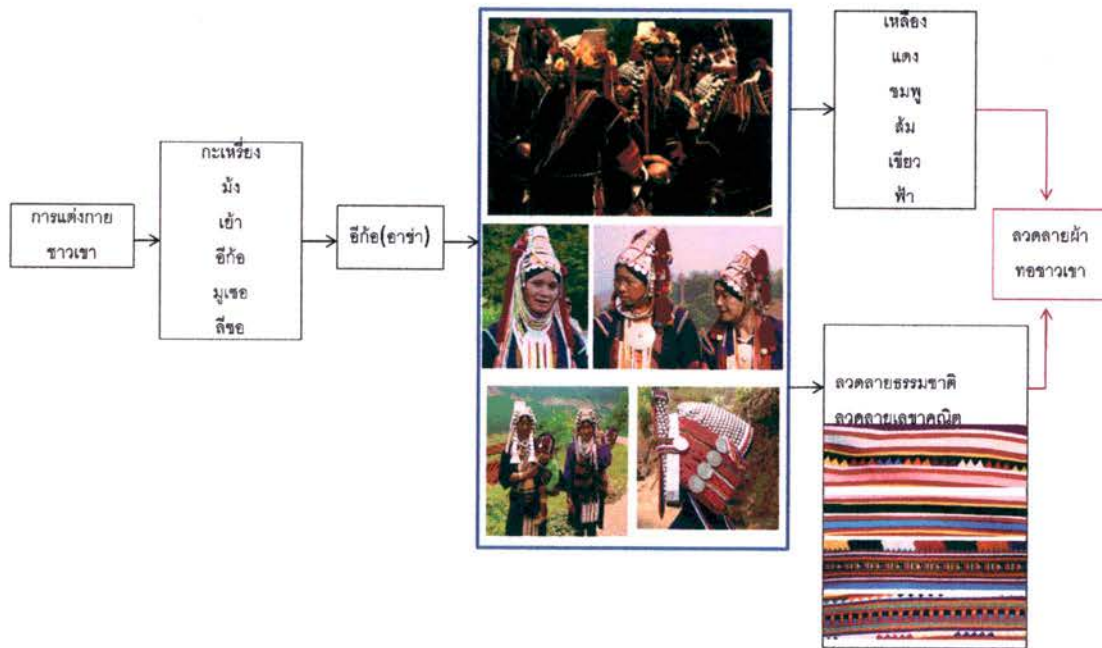 การแต่งกาย
ชาวเขา
กะเหรี่ยง
ม้ง
เย้า
อีก้อ
มูเซอ
ลีซอ
อีก้อ(อาข่า)
เหลือง
แดง
ชมพู
ส้ม
เขียว
ฟ้า
ลวดลายธรรมชาติ
ลวดลายเลขาคณิต
ลวดลายผ้า
ทอชาวเขา